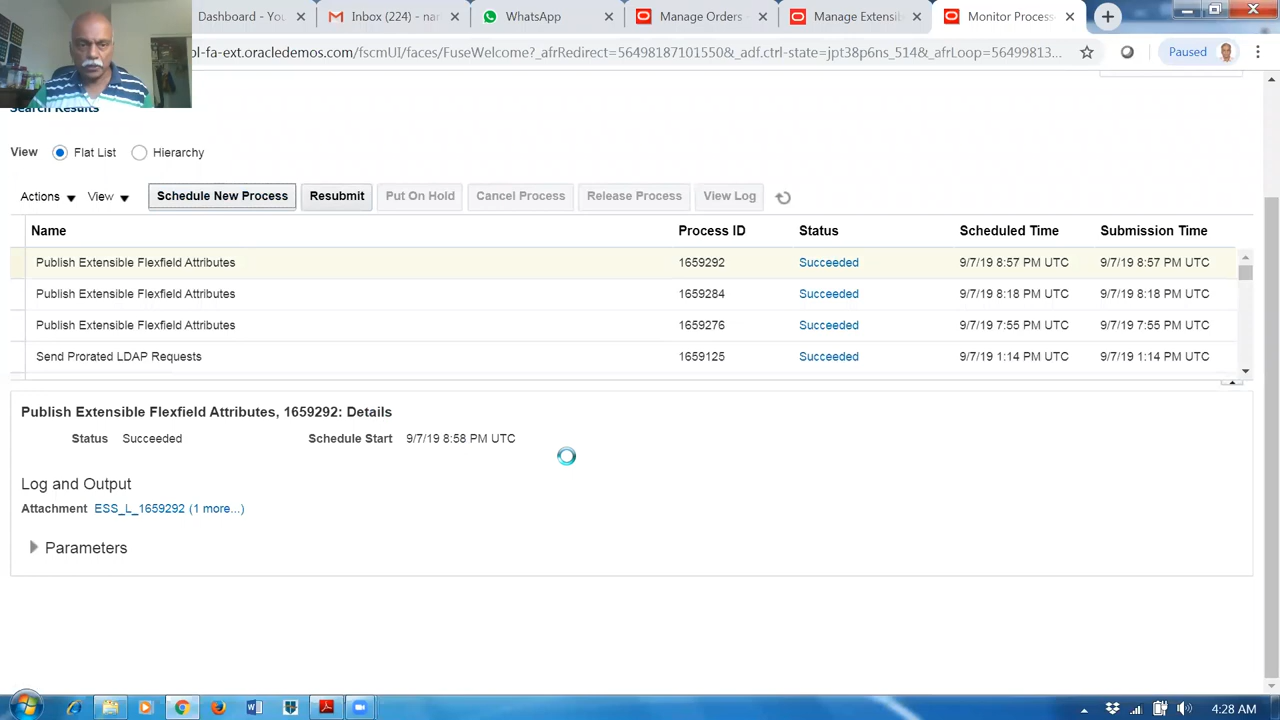 Dashboard - You
Inbox (224) - na
WhatsApp
Manage Orders
Manage Extensib
Monitor Process
ol-fa-ext.oracledemos.com/fscmUI/faces/FuseWelcome?_afrRedirect=56498187101550&_adf.ctrl-state=jpt38p6ns_514&_afrLoop=56499813...
Paused
Search Results
View Flat List Hierarchy
Actions View Schedule New Process Resubmit Put On Hold Cancel Process Release Process View Log
Name Process ID Status Scheduled Time Submission Time
Publish Extensible Flexfield Attributes 1659292 Succeeded 9/7/19 8:57 PM UTC 9/7/19 8:57 PM UTC
Publish Extensible Flexfield Attributes 1659284 Succeeded 9/7/19 8:18 PM UTC 9/7/19 8:18 PM UTC
Publish Extensible Flexfield Attributes 1659276 Succeeded 9/7/19 7:55 PM UTC 9/7/19 7:55 PM UTC
Send Prorated LDAP Requests 1659125 Succeeded 9/7/19 1:14 PM UTC 9/7/19 1:14 PM UTC
Publish Extensible Flexfield Attributes, 1659292: Details
Status Succeeded Schedule Start 9/7/19 8:58 PM UTC
Log and Output
Attachment ESS_L_1659292 (1 more...)
Parameters
4:28 AM